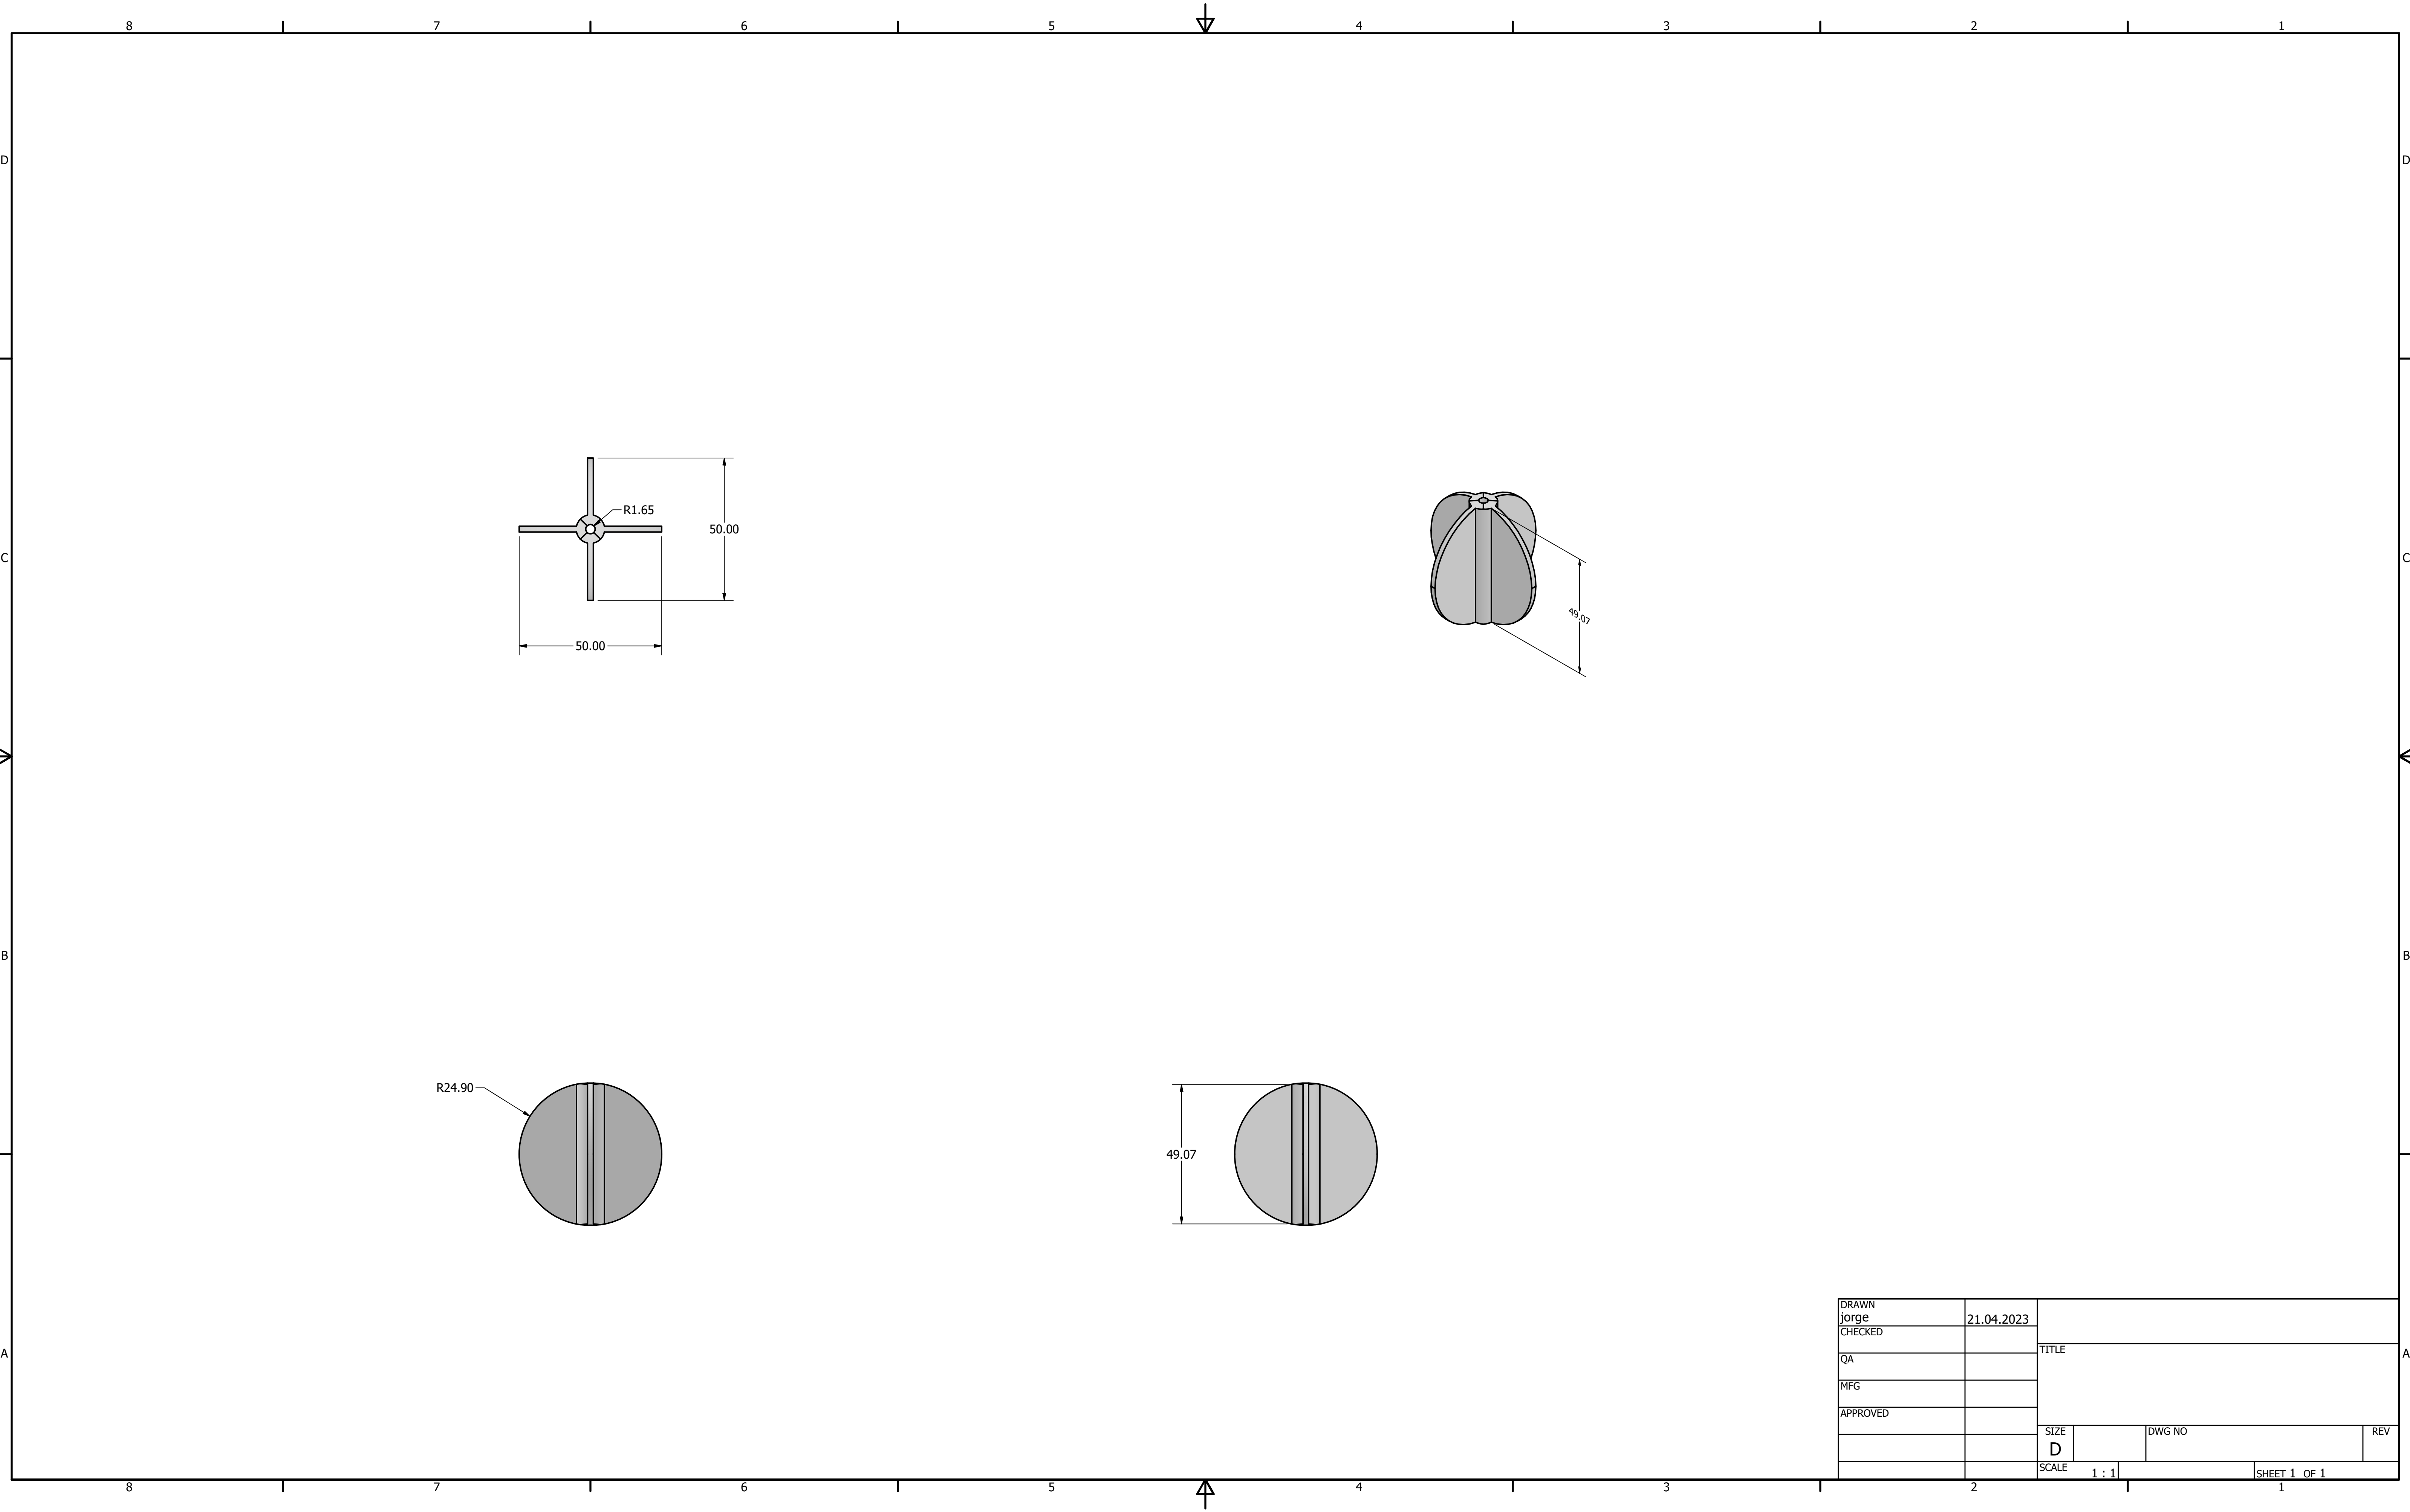 8 7 6 5 4 3 2 1
D D
R1.65
50.00
50.00
C C
49.07
B B
R24.90
49.07
DRAWN
jorge 21.04.2023
CHECKED
TITLE
A A
QA
MFG
APPROVED
SIZE DWG NO REV
D
SCALE 1 : 1 SHEET 1 OF 1
8 7 6 5 4 3 2 1